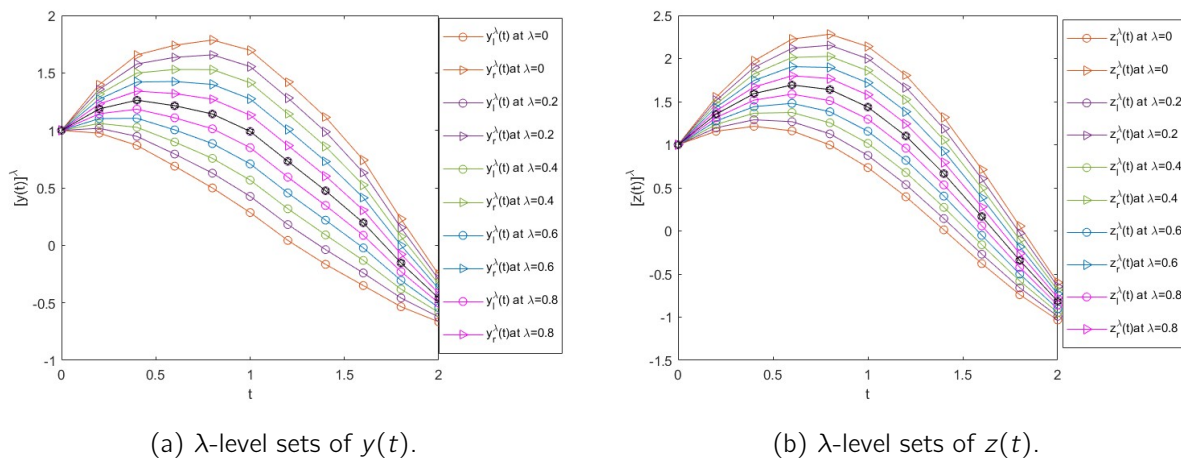 2
1.5
1
0.5
0
-0.5
-1
0
0.5
1
1.5
2
t
[y(t)]^λ
y_l^λ(t) at λ=0
y_r^λ(t)at λ=0
y_l^λ(t) at λ=0.2
y_r^λ(t)at λ=0.2
y_l^λ(t) at λ=0.4
y_r^λ(t)at λ=0.4
y_l^λ(t) at λ=0.6
y_r^λ(t)at λ=0.6
y_l^λ(t) at λ=0.8
y_r^λ(t)at λ=0.8
(a) λ-level sets of y(t).
2.5
2
1.5
1
0.5
0
-0.5
-1
-1.5
0
0.5
1
1.5
2
t
[z(t)]^λ
z_l^λ(t) at λ=0
z_r^λ(t)at λ=0
z_l^λ(t) at λ=0.2
z_r^λ(t)at λ=0.2
z_l^λ(t) at λ=0.4
z_r^λ(t)at λ=0.4
z_l^λ(t) at λ=0.6
z_r^λ(t)at λ=0.6
z_l^λ(t) at λ=0.8
z_r^λ(t)at λ=0.8
(b) λ-level sets of z(t).